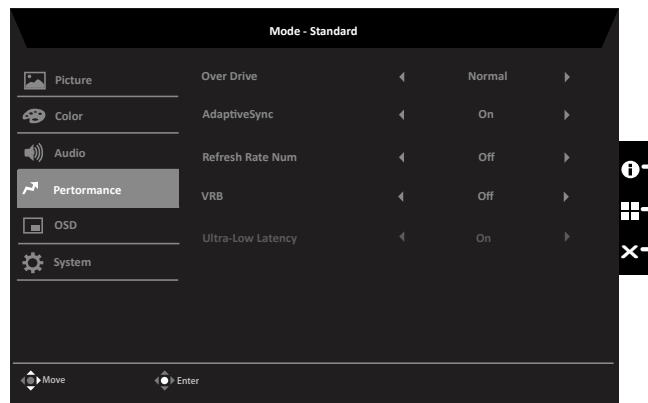 Mode - Standard
Picture
Color
Audio
Pertormance
OSD
System
Over Drive Normal
AdaptiveSync On
Refresh Rate Num Off
VRB Off
Ultra-Low Latency On
Move Enter